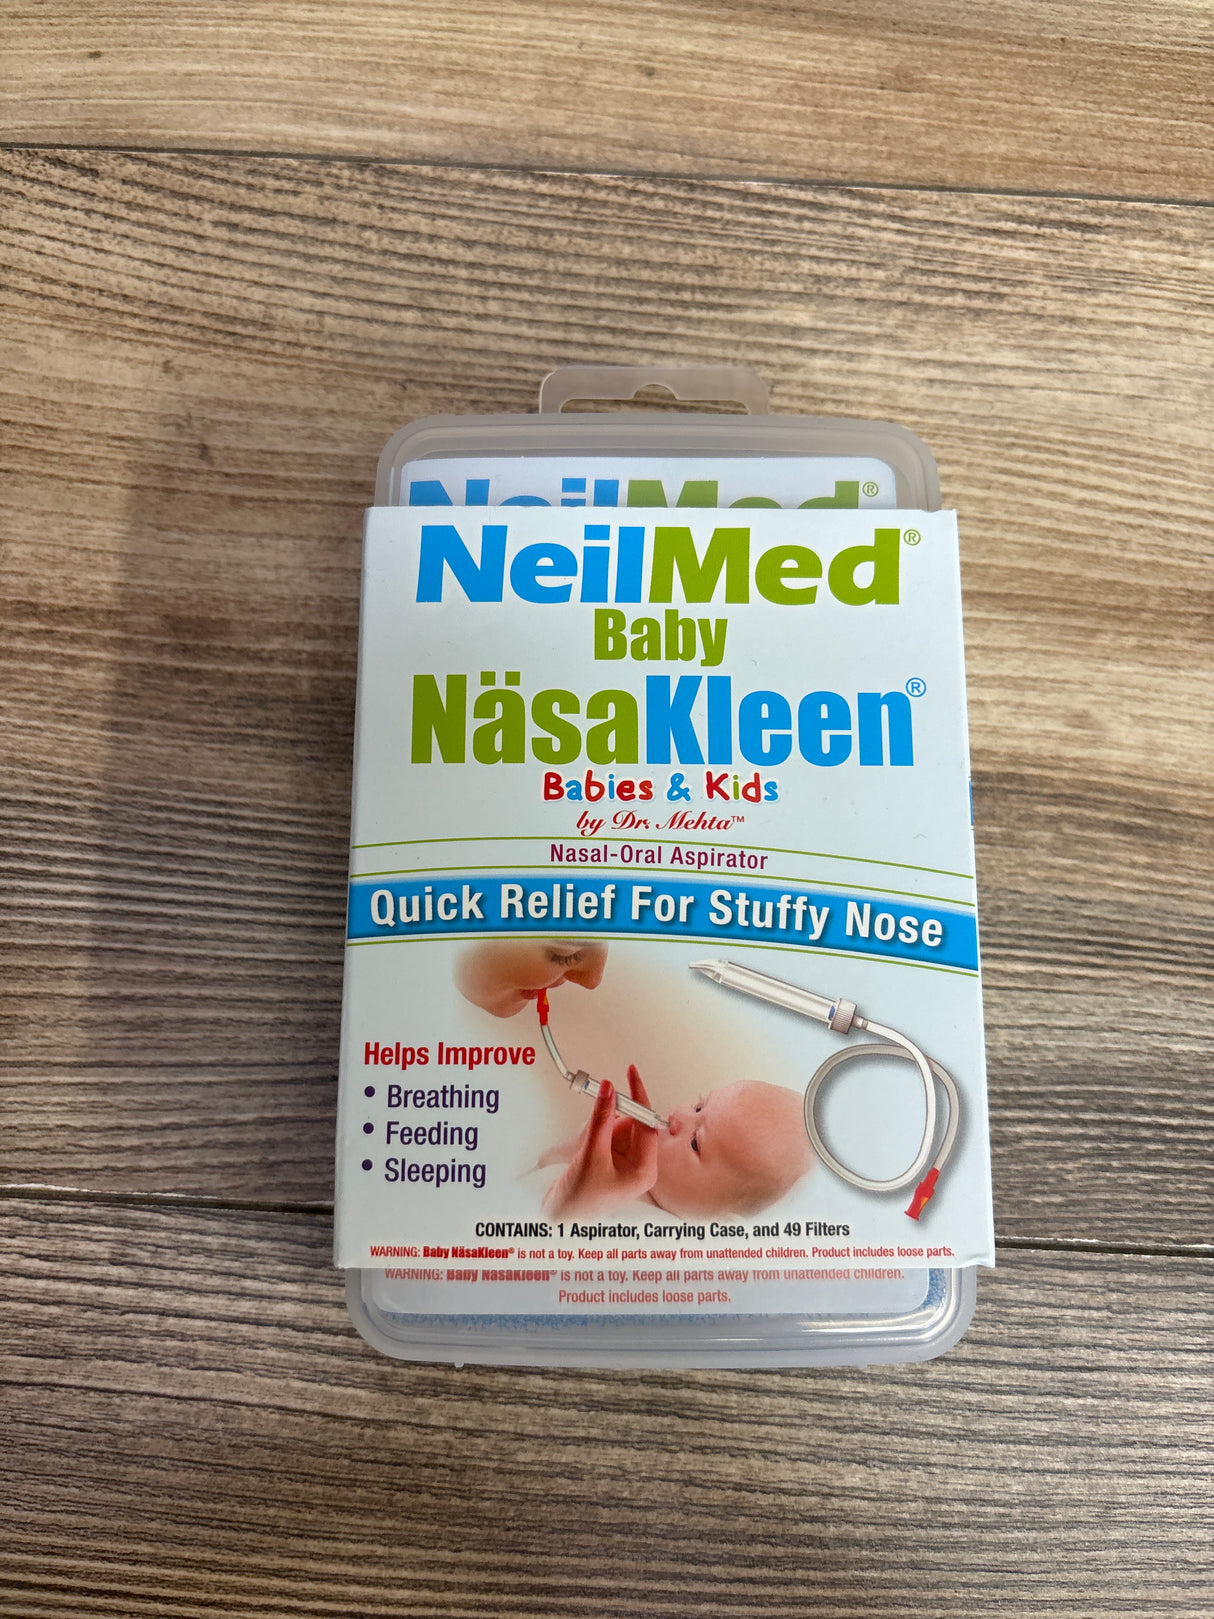 NeilMed®
NeilMed®
Baby
NäsaKleen®
Babies & Kids
by Dr. Mehta™
Nasal-Oral Aspirator
Quick Relief For Stuffy Nose
Helps Improve
• Breathing
• Feeding
• Sleeping
CONTAINS: 1 Aspirator, Carrying Case, and 49 Filters
WARNING: Baby NäsaKleen® is not a toy. Keep all parts away from unattended children. Product includes loose parts.
WARNING: Baby NäsaKleen® is not a toy. Keep all parts away from unattended children.
Product includes loose parts.